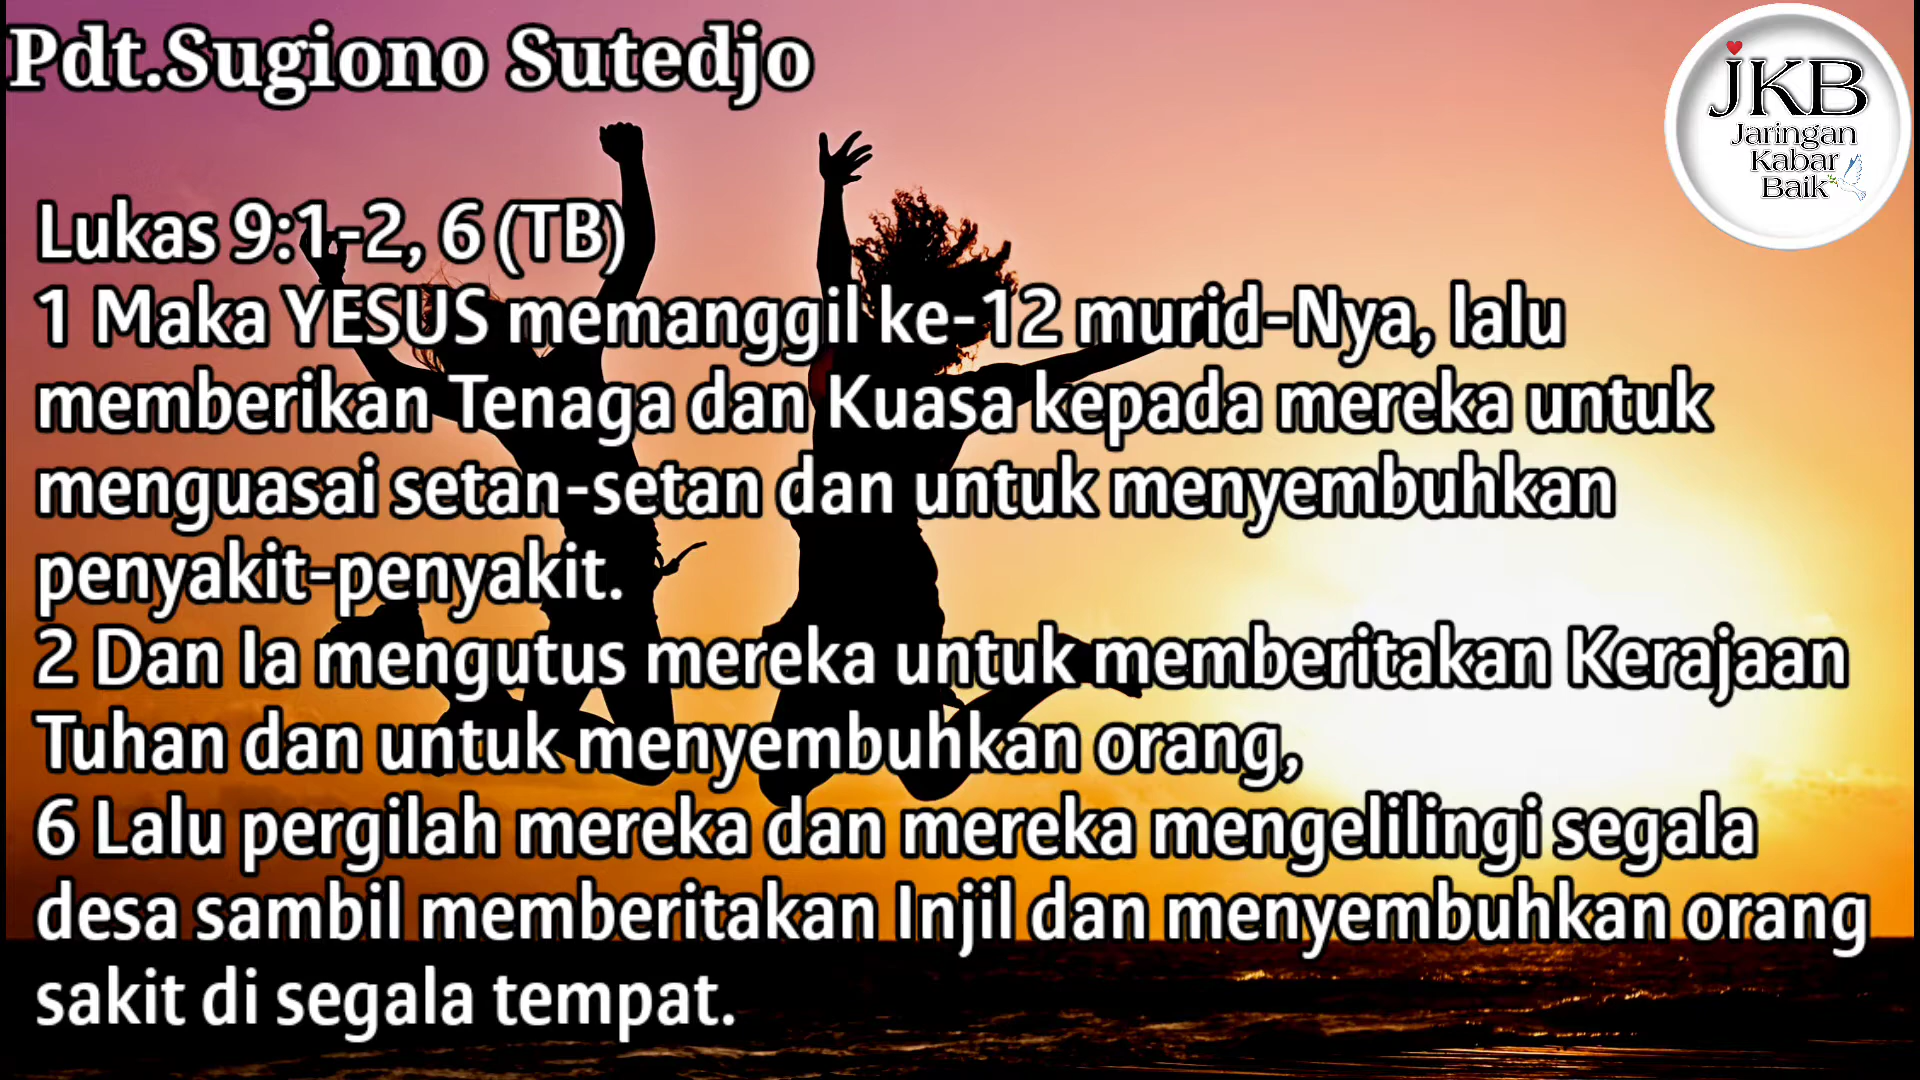 Pdt.Sugiono Sutedjo
JKB
Jaringan
Kabar
Baik
Lukas 9:1-2, 6 (TB)
1 Maka YESUS memanggil ke-12 murid-Nya, lalu
memberikan Tenaga dan Kuasa kepada mereka untuk
menguasai setan-setan dan untuk menyembuhkan
penyakit-penyakit.
2 Dan Ia mengutus mereka untuk memberitakan Kerajaan
Tuhan dan untuk menyembuhkan orang,
6 Lalu pergilah mereka dan mereka mengelilingi segala
desa sambil memberitakan Injil dan menyembuhkan orang
sakit di segala tempat.